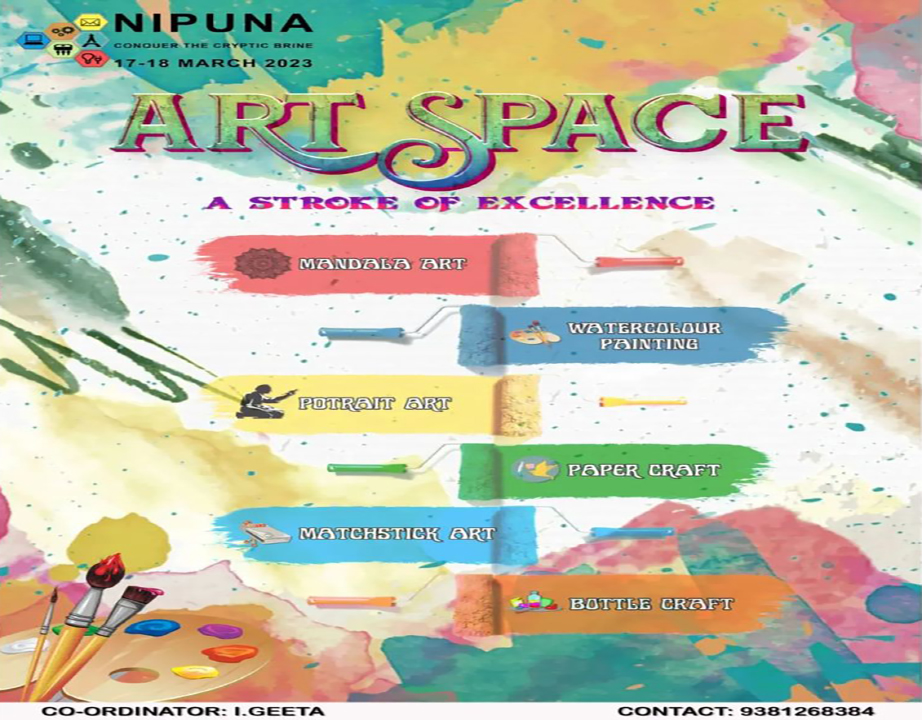 NIPUNA
CONQUER THE CRYPTIC BRINE
17-18 MARCH 2023
ART SPACE
A STROKE OF EXCELLENCE
MANDALA ART
WATERCOLOUR
PAINTING
POTRAIT ART
PAPER CRAFT
MATCHSTICK ART
BOTTLE CRAFT
CO-ORDINATOR: I.GEETA
CONTACT: 9381268384